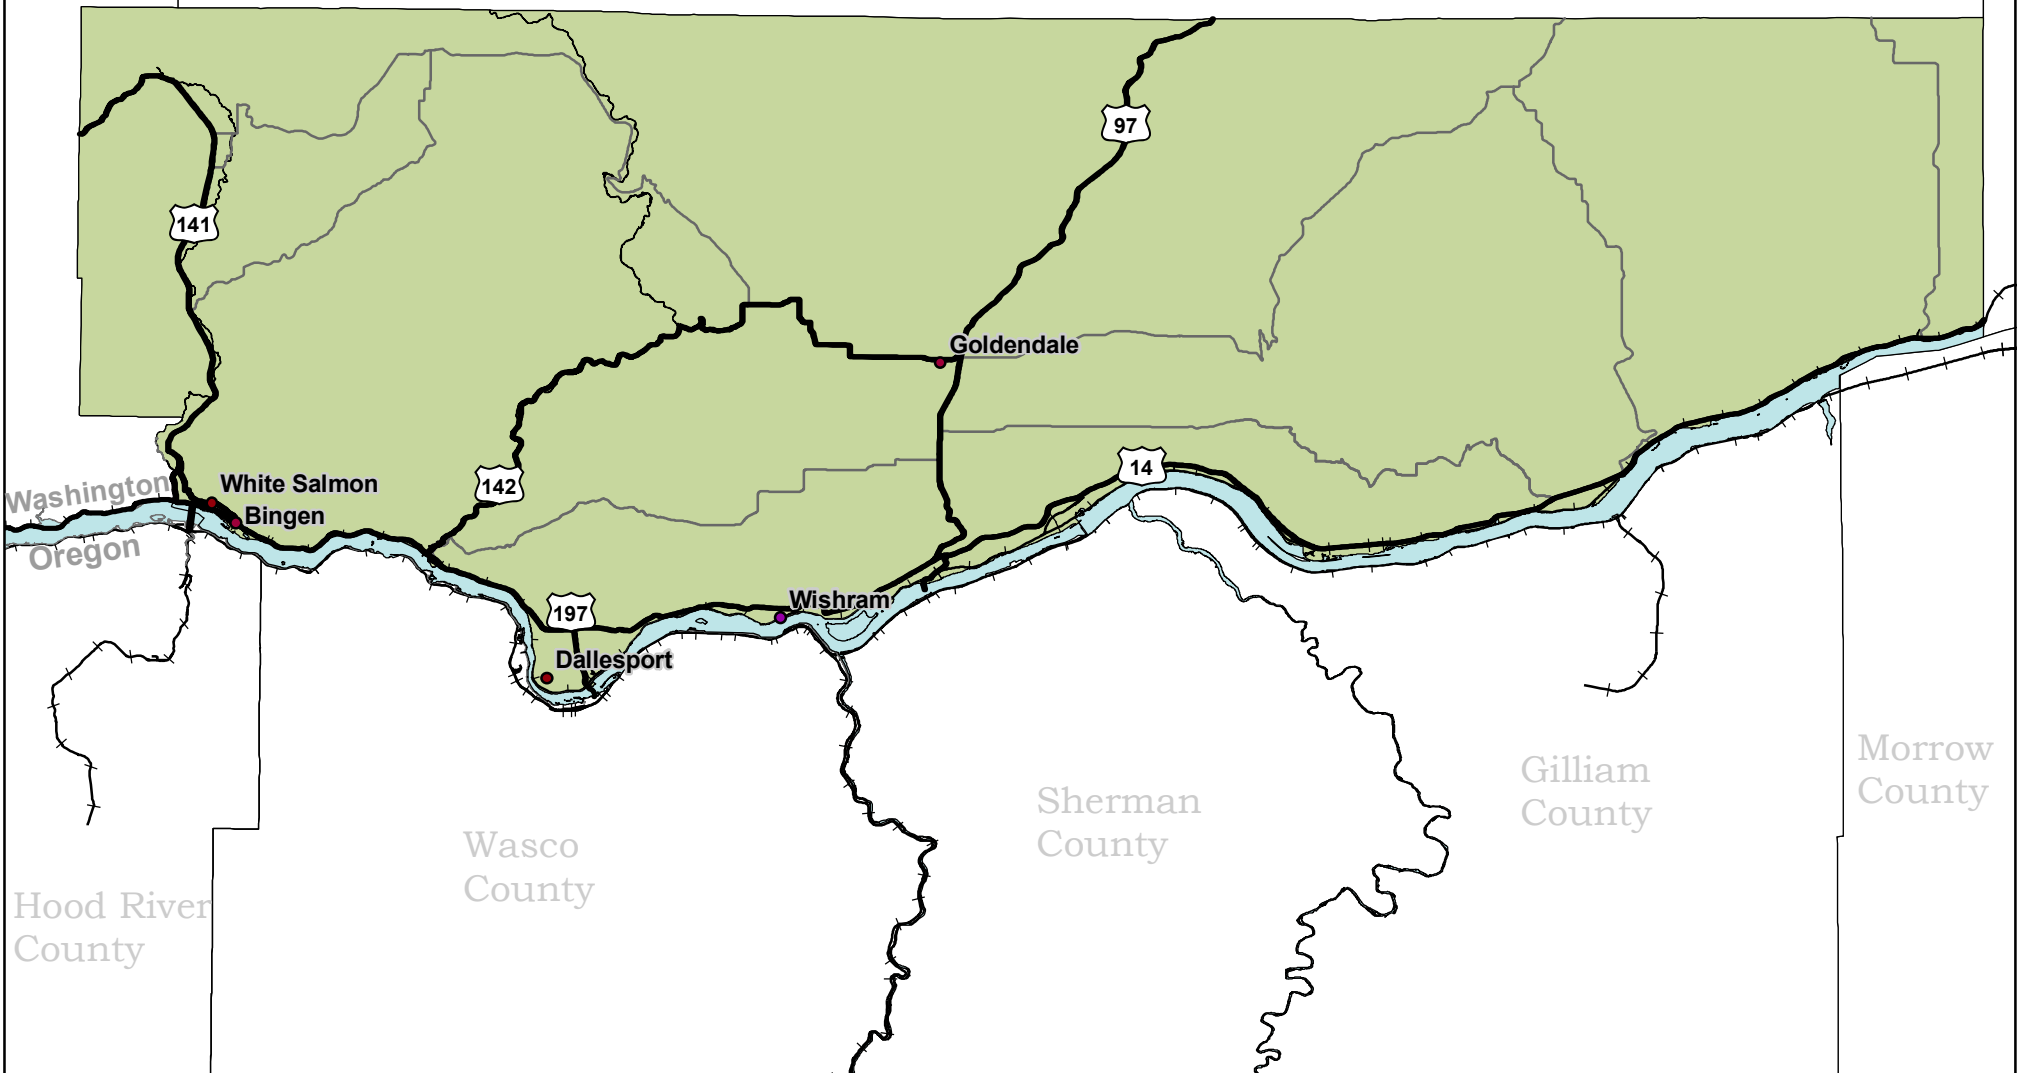 97
141
Goldendale
14
White Salmon
142
Washington
Bingen
Oregon
Wishram
197
Dallesport
Morrow
County
Gilliam
County
Sherman
County
Wasco
County
Hood River
County